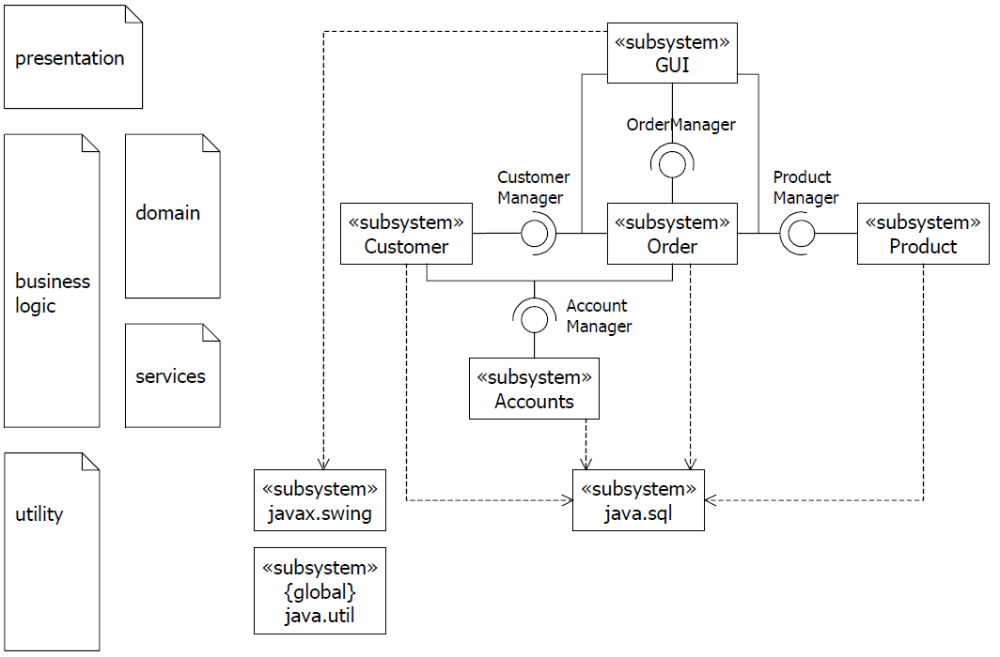 presentation
«subsystem»
GUI
OrderManager
domain
Customer
Manager
Product
Manager
«subsystem»
Customer
«subsystem»
Order
«subsystem»
Product
business
logic
Account
Manager
services
«subsystem»
Accounts
utility
«subsystem»
javax.swing
«subsystem»
java.sql
«subsystem»
{global}
java.util